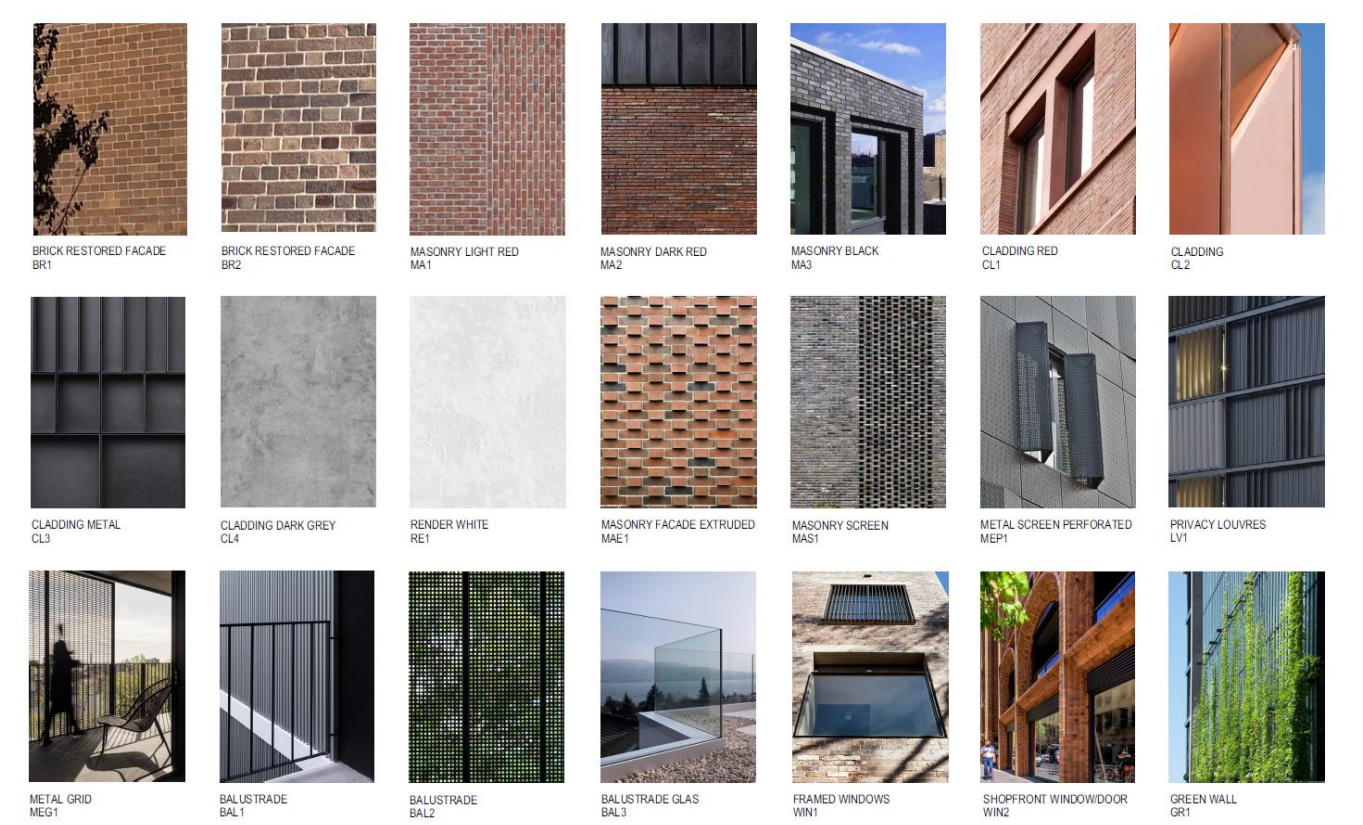 BRICK RESTORED FACADE
BR1
BRICK RESTORED FACADE
BR2
MASONRY LIGHT RED
MA1
MASONRY DARK RED
MA2
MASONRY BLACK
MA3
CLADDING RED
CL1
CLADDING
CL2
CLADDING METAL
CL3
CLADDING DARK GREY
CL4
RENDER WHITE
RE1
MASONRY FACADE EXTRUDED
MAE1
MASONRY SCREEN
MAS1
METAL SCREEN PERFORATED
MEP1
PRIVACY LOUVRES
LV1
METAL GRID
MEG1
BALUSTRADE
BAL1
BALUSTRADE
BAL2
BALUSTRADE GLAS
BAL3
FRAMED WINDOWS
WIN1
SHOPFRONT WINDOW/DOOR
WIN2
GREEN WALL
GR1